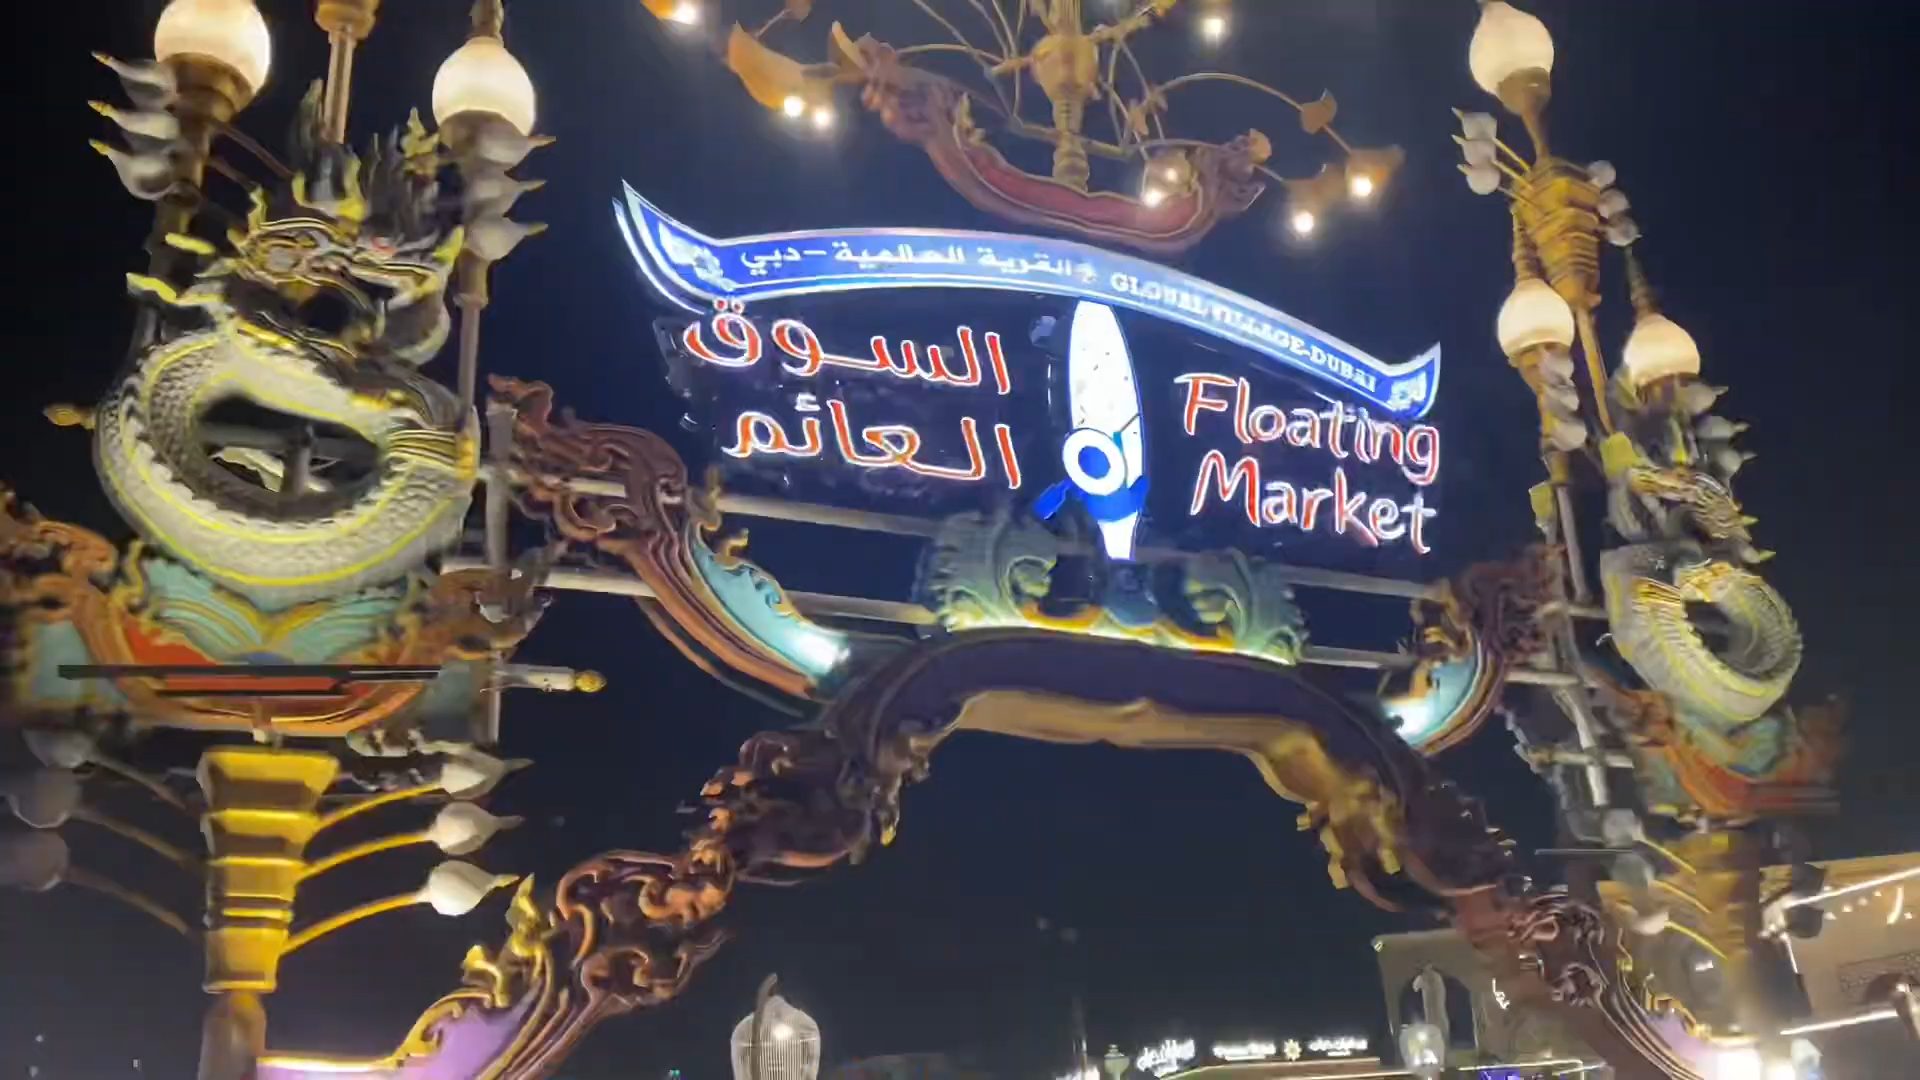 القرية العالمية - دبي
GLOBAL VILLAGE-DUBAI
السوق
العائم
Floating
Market